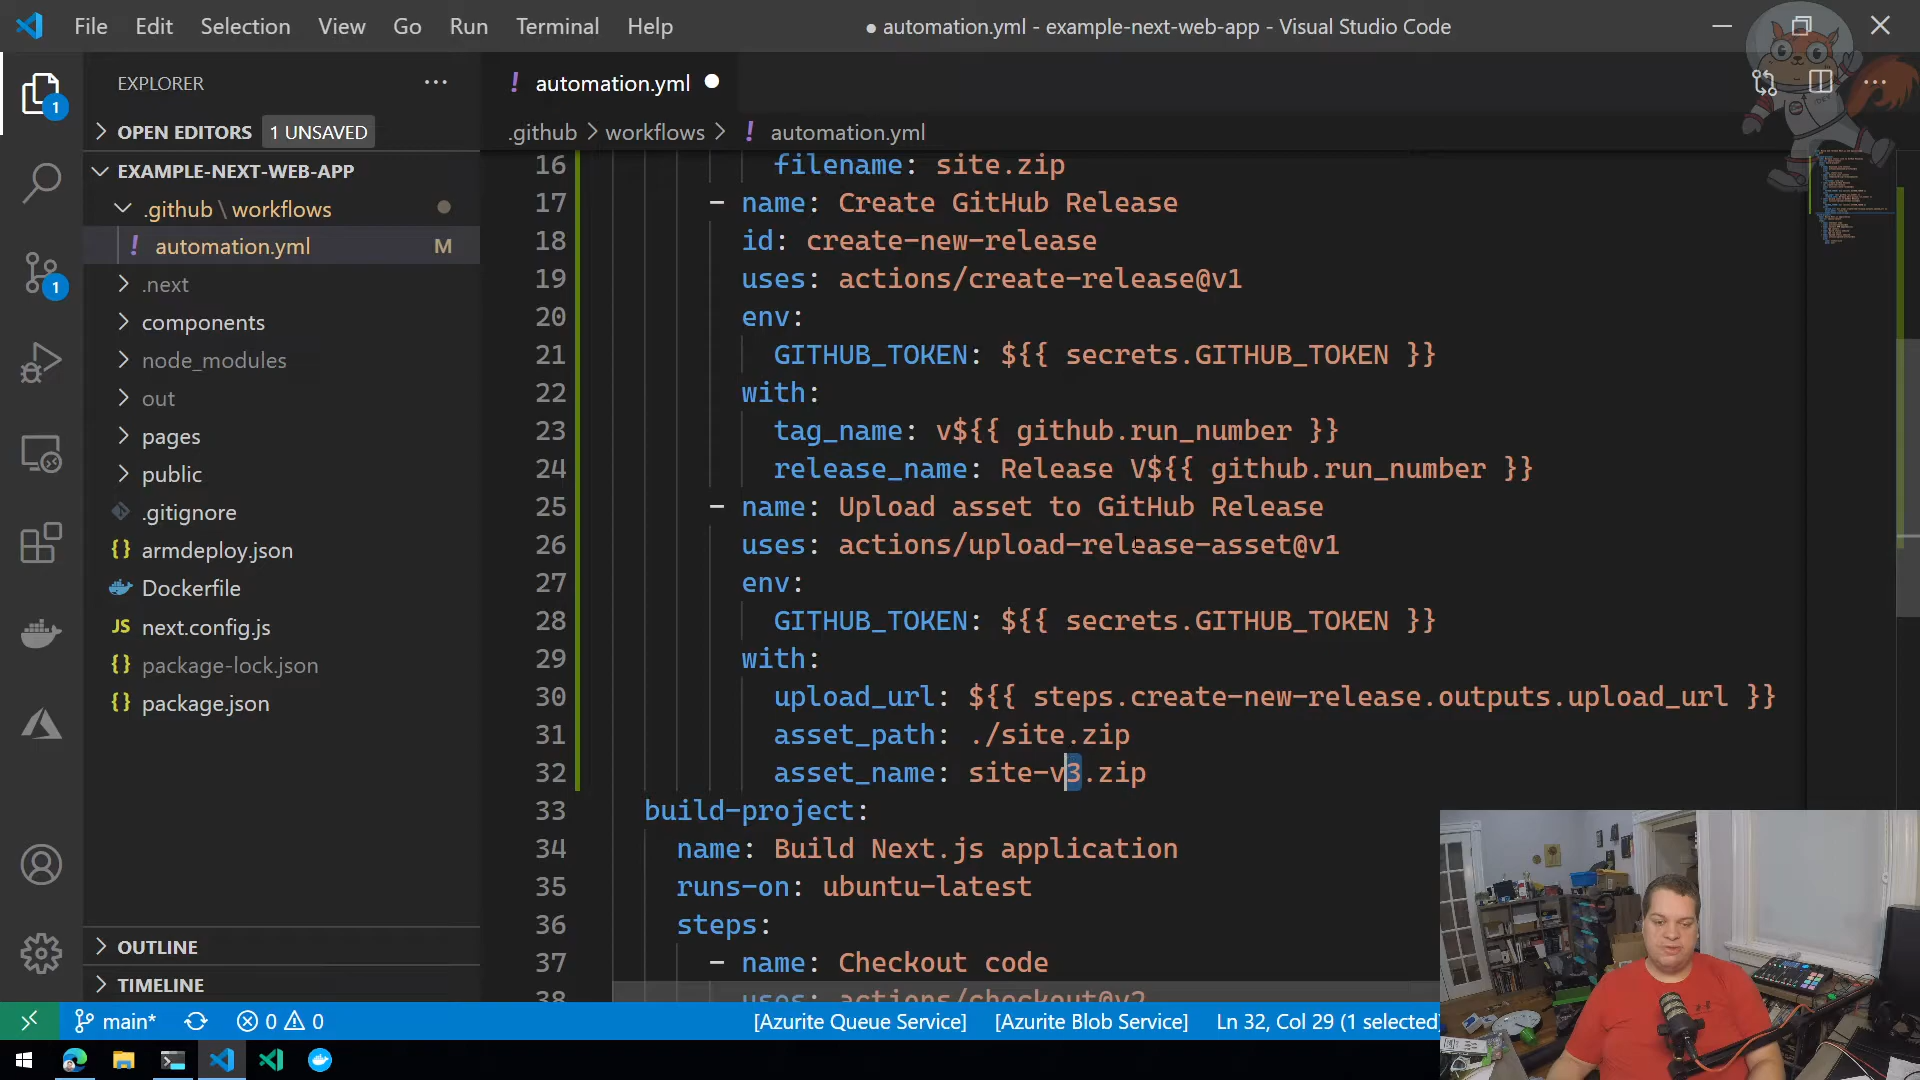 File Edit Selection View Go Run Terminal Help
● automation.yml - example-next-web-app - Visual Studio Code
EXPLORER
OPEN EDITORS 1 UNSAVED
EXAMPLE-NEXT-WEB-APP
.github \ workflows
! automation.yml M
.next
components
node_modules
out
pages
public
.gitignore
{} armdeploy.json
Dockerfile
JS next.config.js
{} package-lock.json
{} package.json
OUTLINE
TIMELINE
1
1
! automation.yml ●
.github > workflows > ! automation.yml
16 filename: site.zip
17 - name: Create GitHub Release
18 id: create-new-release
19 uses: actions/create-release@v1
20 env:
21 GITHUB_TOKEN: ${{ secrets.GITHUB_TOKEN }}
22 with:
23 tag_name: v${{ github.run_number }}
24 release_name: Release V${{ github.run_number }}
25 - name: Upload asset to GitHub Release
26 uses: actions/upload-release-asset@v1
27 env:
28 GITHUB_TOKEN: ${{ secrets.GITHUB_TOKEN }}
29 with:
30 upload_url: ${{ steps.create-new-release.outputs.upload_url }}
31 asset_path: ./site.zip
32 asset_name: site-v3.zip
33 build-project:
34 name: Build Next.js application
35 runs-on: ubuntu-latest
36 steps:
37 - name: Checkout code
38 uses: actions/checkout@v2
main* 0 0 [Azurite Queue Service] [Azurite Blob Service] Ln 32, Col 29 (1 selected)